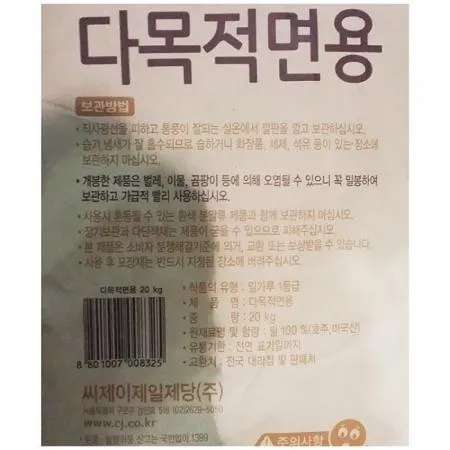 다목적면용
보관방법
• 직사광선을 피하고 통풍이 잘되는 실온에서 깔판을 깔고 보관하십시오.
• 습기,냄새가 잘 흡수되므로 습하거나 화장품, 세제, 석유 등이 있는 장소에
보관하지 마십시오.
• 개봉한 제품은 벌레, 이물, 곰팡이 등에 의해 오염될 수 있으니 꼭 밀봉하여
보관하고 가급적 빨리 사용하십시오.
• 사용시 혼동될 수 있는 흰색 분말류 제품과 함께 보관하지 마십시오.
• 장기보관과 다단적재는 제품이 굳을 수 있으므로 피해주십시오.
• 본 제품은 소비자 분쟁해결기준에 의거, 교환 또는 보상받을 수 있습니다.
• 사용 후 포장재는 반드시 지정된 장소에 버려주십시오.
다목적면용 20 kg
8 801007 008325
• 식품의 유형 : 밀가루 1등급
• 제 품 명 : 다목적면용
• 중 량 : 20 kg
• 원재료명 및 함량 : 밀 100 %(호주, 미국산)
• 유통기한 : 전면 표기일까지
• 교환처 : 전국 대리점 및 판매처
씨제이제일제당(주)
www.cj.co.kr
신고는 국번없이 1399
주의사항